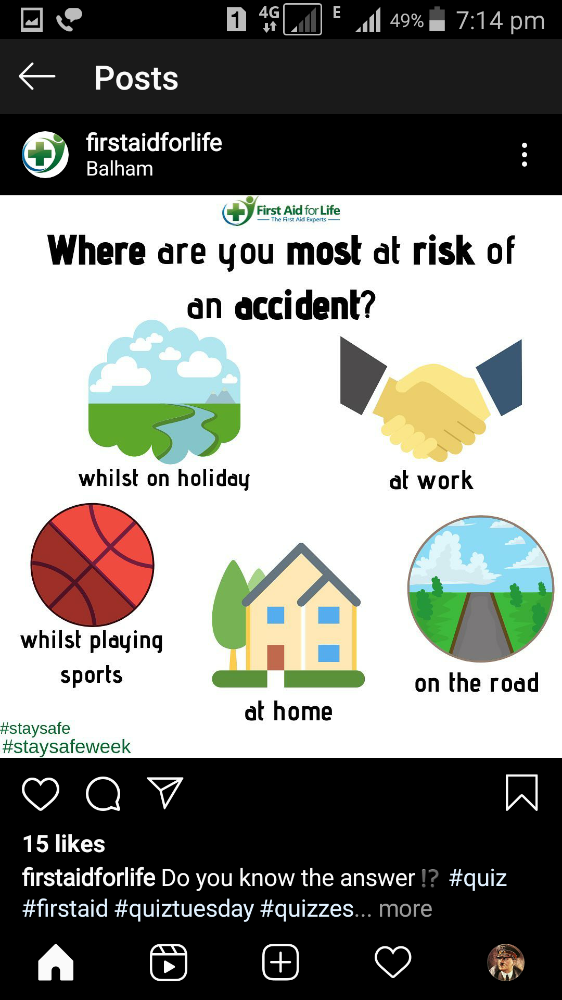 1 4G E 49% 7:14 pm
Posts
firstaidforlife
Balham
First Aid for Life
The First Aid Experts
Where are you most at risk of
an accident?
whilst on holiday
at work
whilst playing
sports
at home
on the road
#staysafe
#staysafeweek
15 likes
firstaidforlife Do you know the answer⁉️ #quiz
#firstaid #quiztuesday #quizzes... more